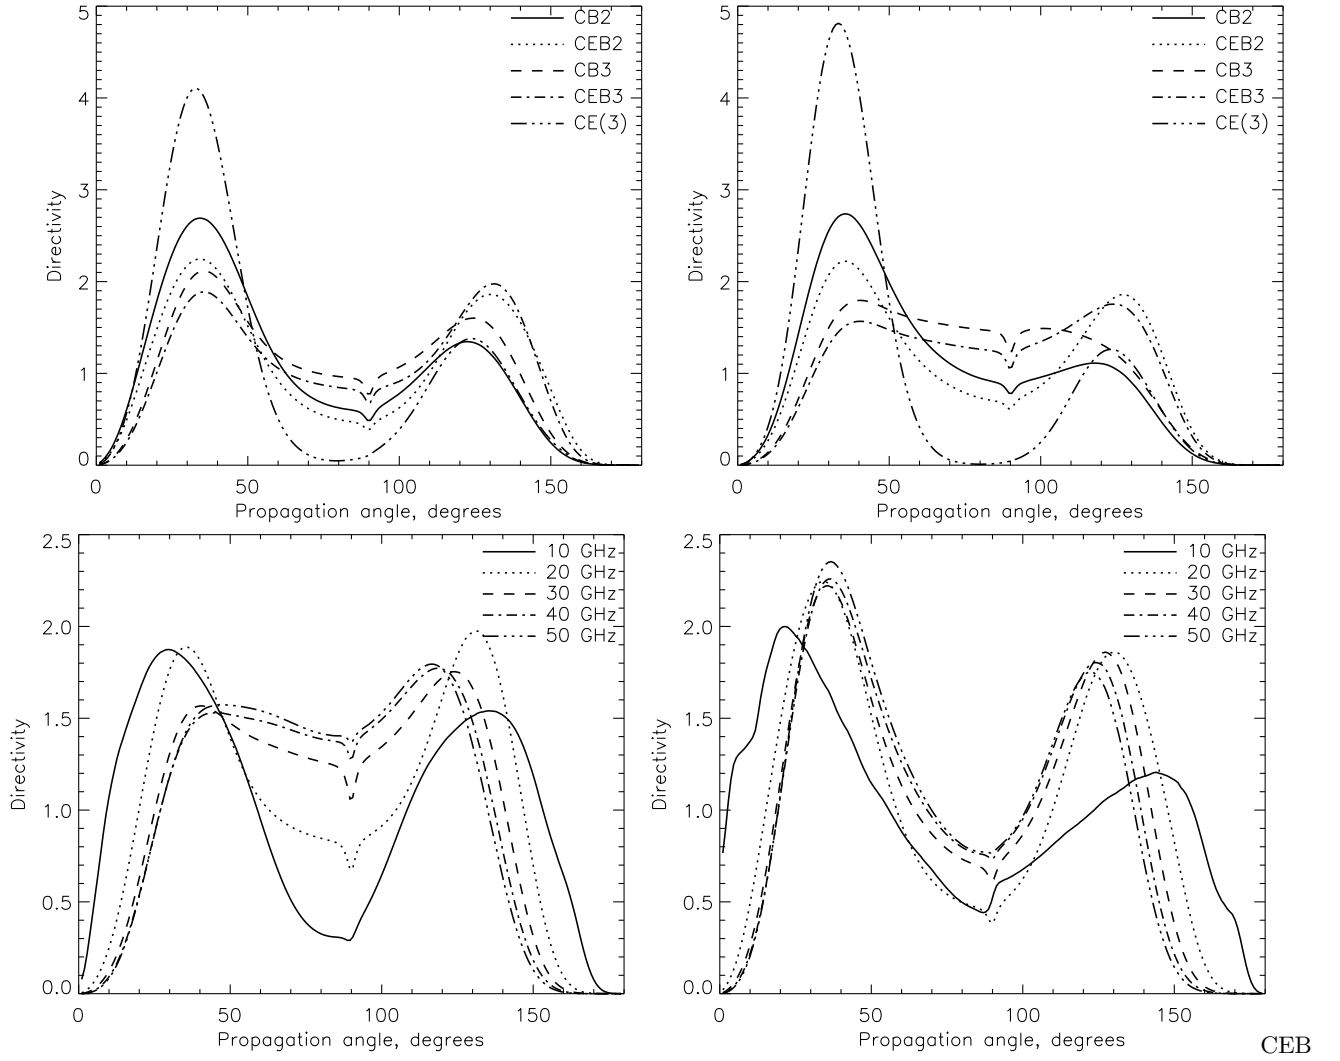 5
4
3
2
1
0
Directivity
0
50
100
150
Propagation angle, degrees
CB2
CEB2
CB3
CEB3
CE(3)
5
4
3
2
1
0
Directivity
0
50
100
150
Propagation angle, degrees
CB2
CEB2
CB3
CEB3
CE(3)
2.5
2.0
1.5
1.0
0.5
0.0
Directivity
0
50
100
150
Propagation angle, degrees
10 GHz
20 GHz
30 GHz
40 GHz
50 GHz
2.5
2.0
1.5
1.0
0.5
0.0
Directivity
0
50
100
150
Propagation angle, degrees
10 GHz
20 GHz
30 GHz
40 GHz
50 GHz
CEB